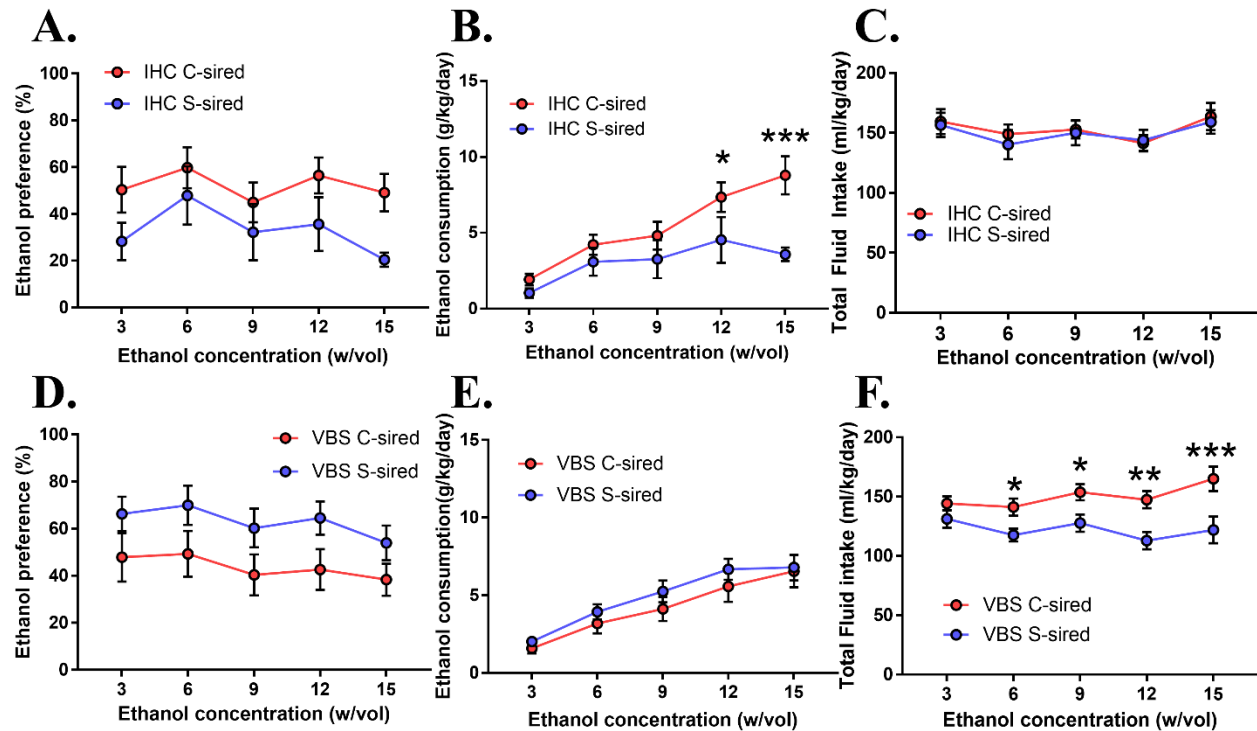 A.
Ethanol preference (%)
100
80
60
40
20
0
IHC C-sired
IHC S-sired
3 6 9 12 15
Ethanol concentration (w/vol)
B.
Ethanol consumption (g/kg/day)
15
10
5
0
IHC C-sired
IHC S-sired
*
***
3 6 9 12 15
Ethanol concentration (w/vol)
C.
Total Fluid Intake (ml/kg/day)
200
150
100
50
0
IHC C-sired
IHC S-sired
3 6 9 12 15
Ethanol concentration (w/vol)
D.
Ethanol preference (%)
100
80
60
40
20
0
VBS C-sired
VBS S-sired
3 6 9 12 15
Ethanol concentration (w/vol)
E.
Ethanol consumption(g/kg/day)
15
10
5
0
VBS C-sired
VBS S-sired
3 6 9 12 15
Ethanol concentration (w/vol)
F.
Total Fluid intake (ml/kg/day)
200
150
100
50
0
* * ** ***
VBS C-sired
VBS S-sired
3 6 9 12 15
Ethanol concentration (w/vol)